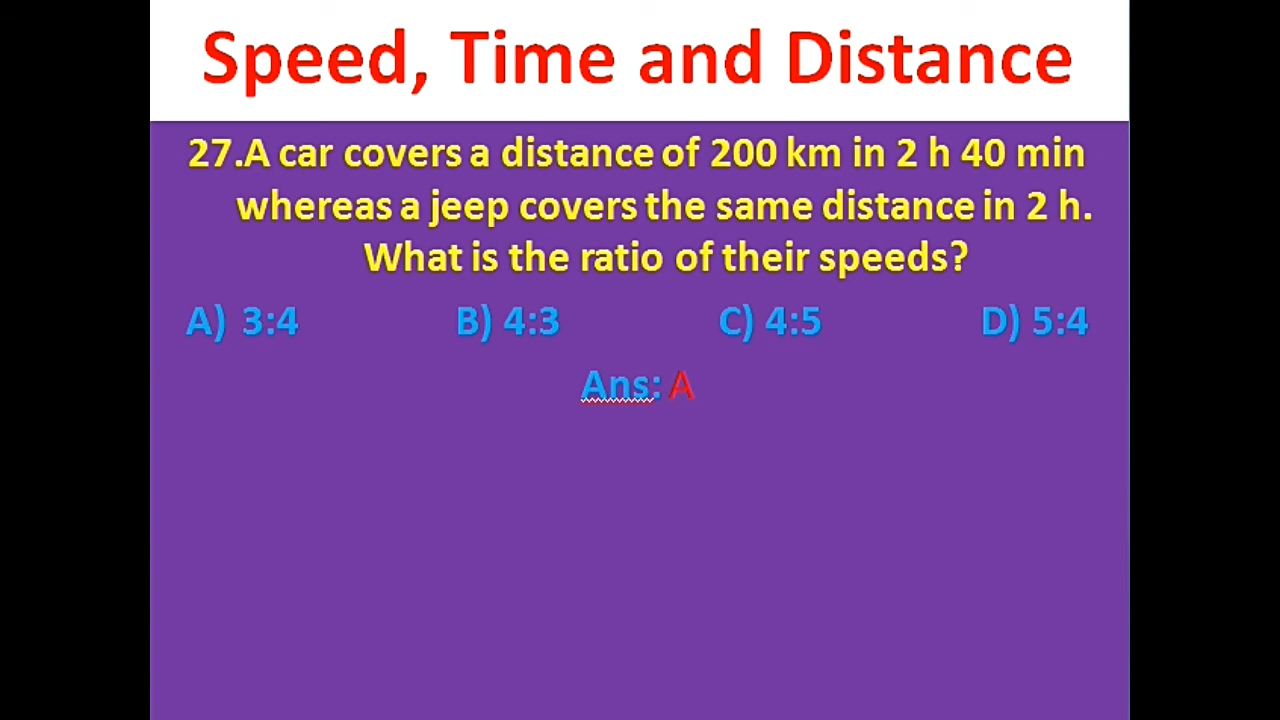 Speed, Time and Distance
27.A car covers a distance of 200 km in 2 h 40 min
whereas a jeep covers the same distance in 2 h.
What is the ratio of their speeds?
A) 3:4 B) 4:3 C) 4:5 D) 5:4
Ans: A